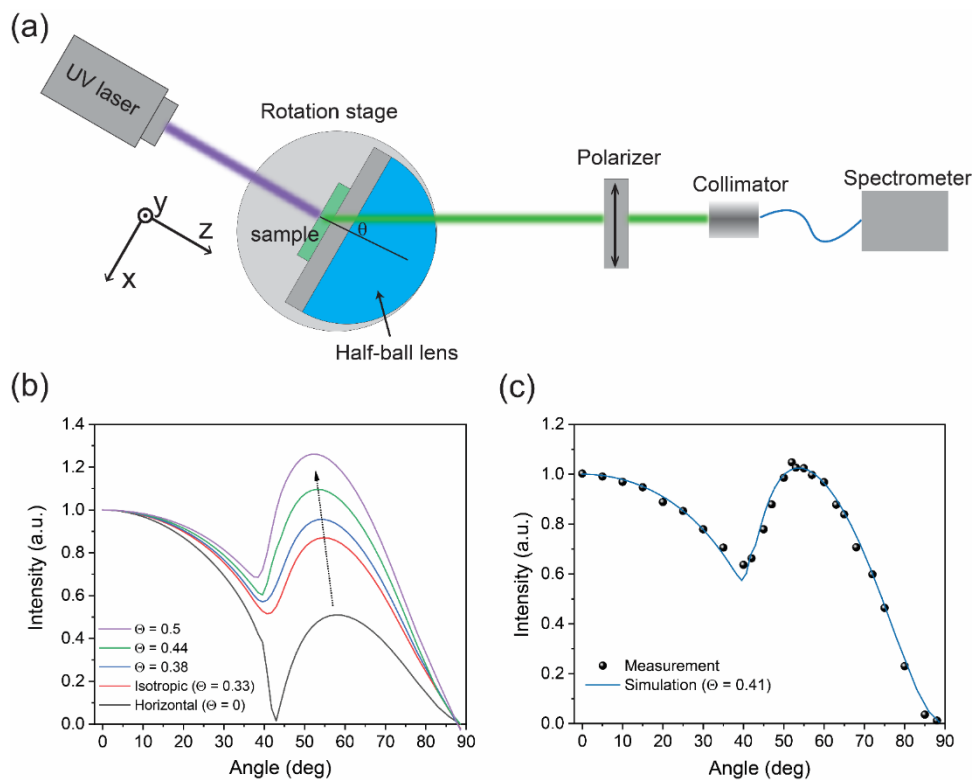 (a)
UV laser
Rotation stage
Polarizer
Collimator
Spectrometer
y
z
x
sample
θ
Half-ball lens
(b)
1.4
1.2
1.0
0.8
0.6
0.4
0.2
0.0
Intensity (a.u.)
Θ = 0.5
Θ = 0.44
Θ = 0.38
Isotropic (Θ = 0.33)
Horizontal (Θ = 0)
0 10 20 30 40 50 60 70 80 90
Angle (deg)
(c)
1.2
1.0
0.8
0.6
0.4
0.2
0.0
Intensity (a.u.)
Measurement
Simulation (Θ = 0.41)
0 10 20 30 40 50 60 70 80 90
Angle (deg)